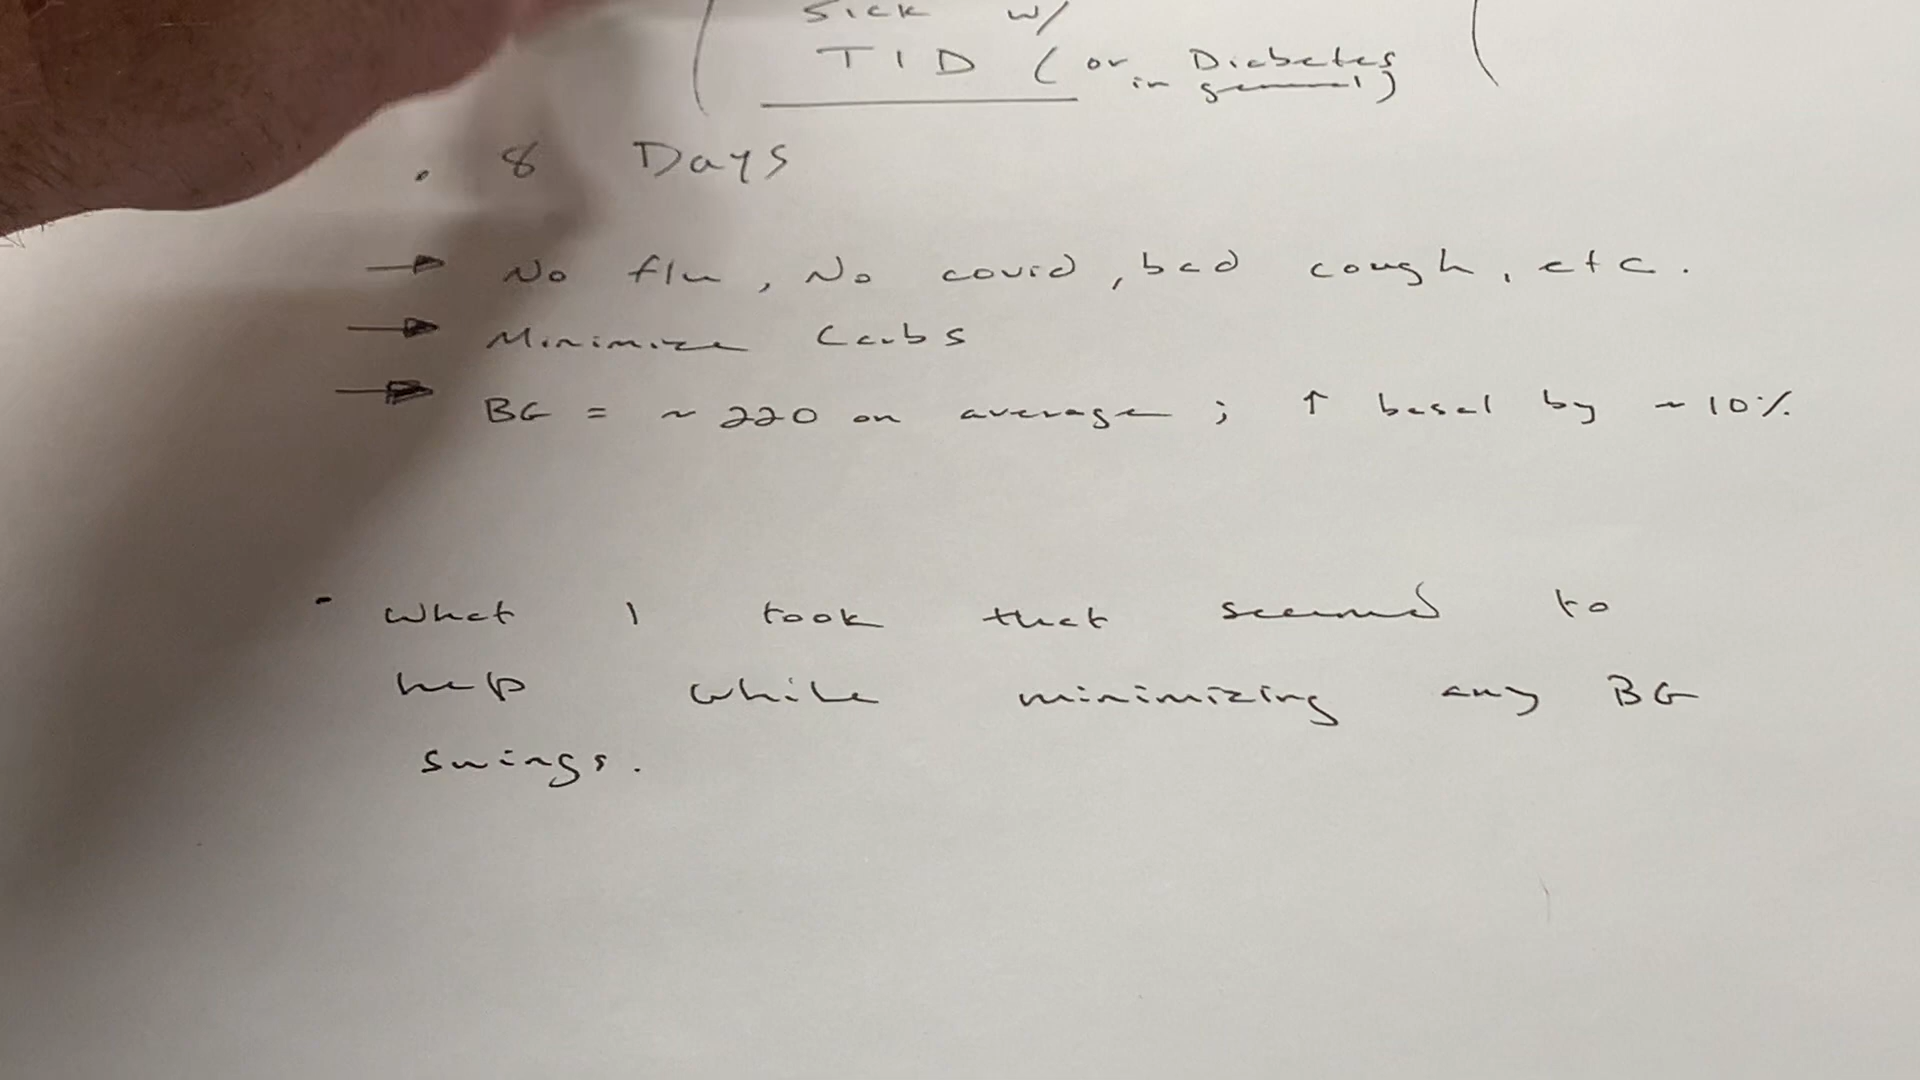 Sick w/
T1D (or Diabetes
in general)
. 8 Days
→ No flu, No covid, bad cough, etc.
→ Minimize Carbs
→ BG = ~ 220 on average ; ↑ basal by ~ 10%
- What I took that seemed to
help while minimizing any BG
swings.